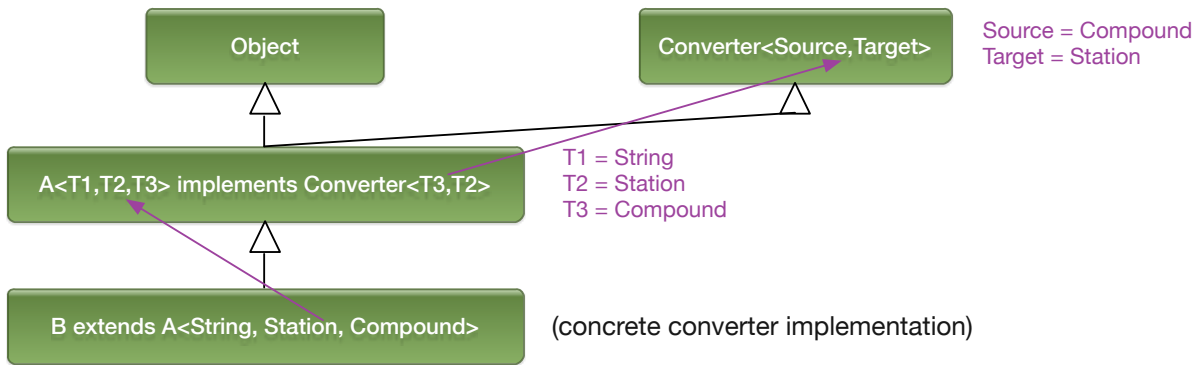 Object
Converter<Source,Target>
Source = Compound
Target = Station
A<T1,T2,T3> implements Converter<T3,T2>
T1 = String
T2 = Station
T3 = Compound
B extends A<String, Station, Compound>
(concrete converter implementation)